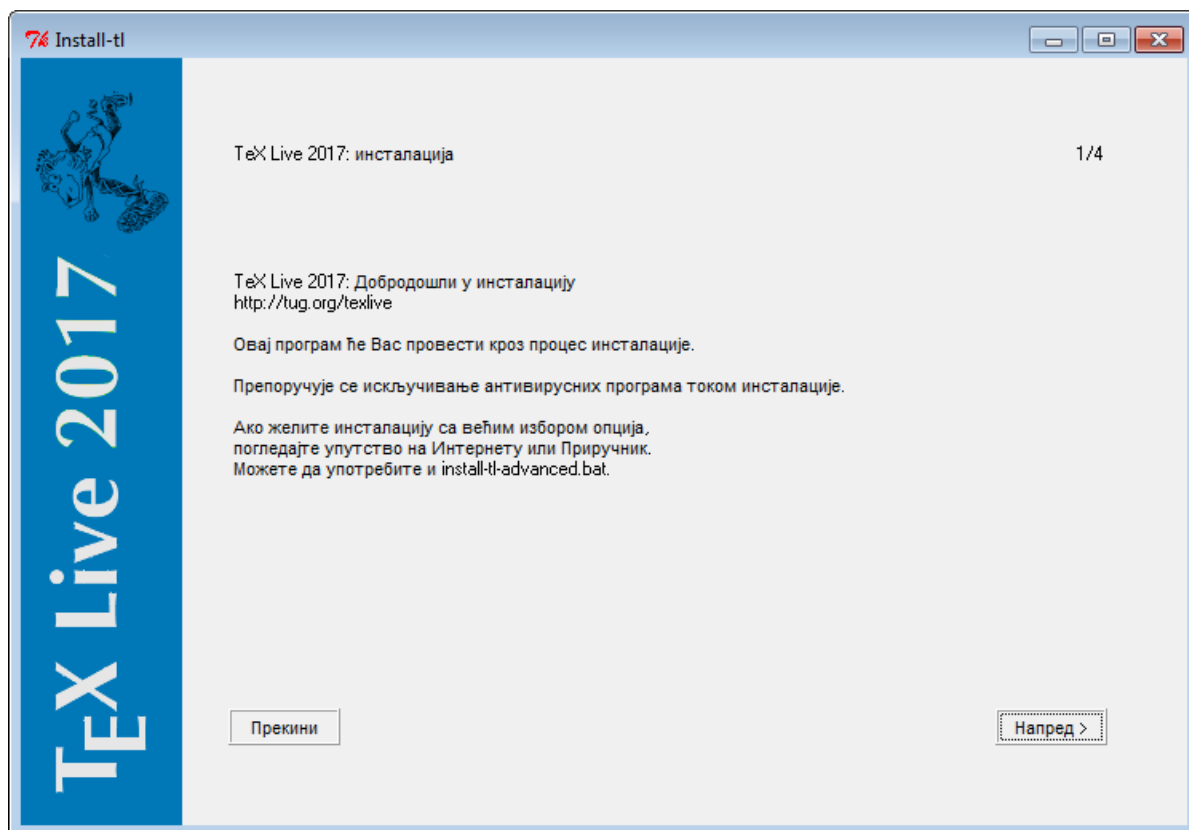 Install-tl
TeX Live 2017
TeX Live 2017: инсталација
1/4
TeX Live 2017: Добродошли у инсталацију
http://tug.org/texlive
Овај програм ће Вас провести кроз процес инсталације.
Препоручује се искључивање антивирусних програма током инсталације.
Ако желите инсталацију са већим избором опција,
погледајте упутство на Интернету или Приручник.
Можете да употребите и install-tl-advanced.bat.
Прекини
Напред >